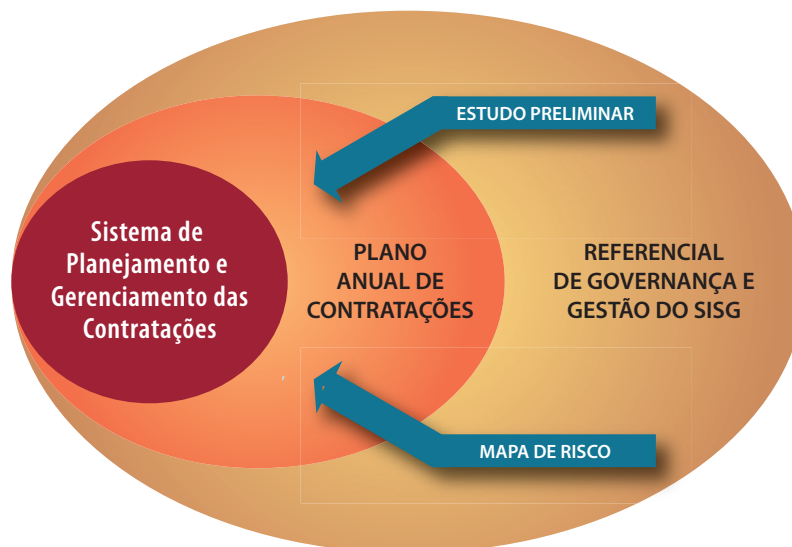 ESTUDO PRELIMINAR
Sistema de
Planejamento e
Gerenciamento das
Contratações
PLANO
ANUAL DE
CONTRATAÇÕES
REFERENCIAL
DE GOVERNANÇA E
GESTÃO DO SISG
MAPA DE RISCO